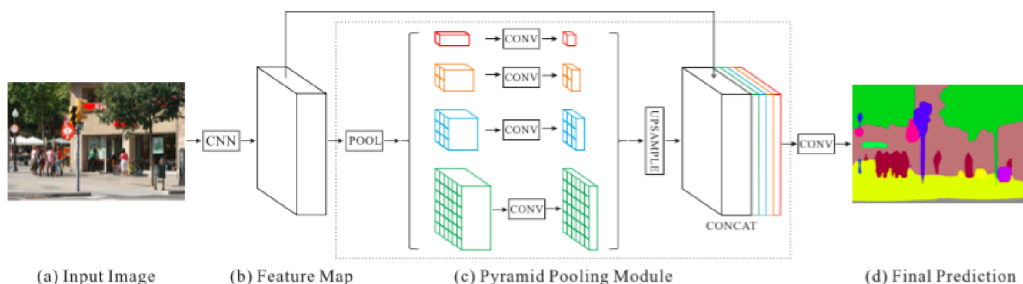 CNN
POOL
CONV
CONV
CONV
CONV
UPSAMPLE
CONCAT
CONV
(a) Input Image
(b) Feature Map
(c) Pyramid Pooling Module
(d) Final Prediction